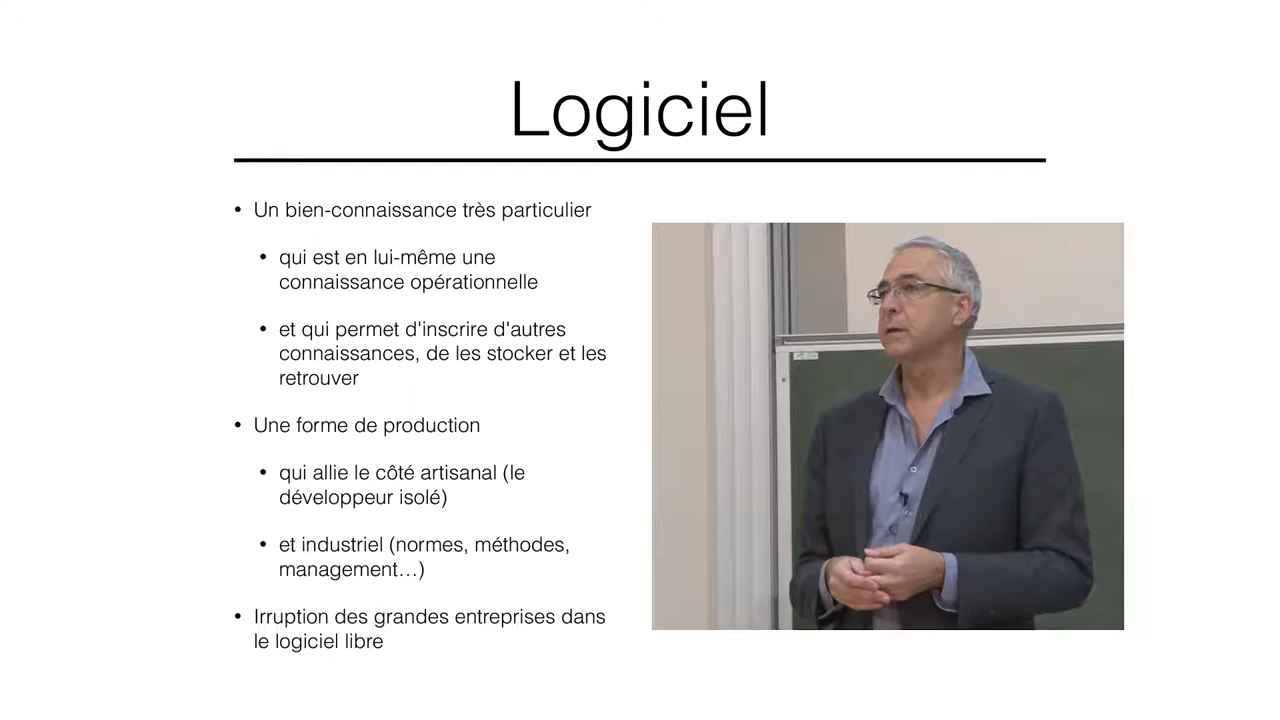 Logiciel
• Un bien-connaissance très particulier
• qui est en lui-même une
connaissance opérationnelle
• et qui permet d'inscrire d'autres
connaissances, de les stocker et les
retrouver
• Une forme de production
• qui allie le côté artisanal (le
développeur isolé)
• et industriel (normes, méthodes,
management…)
• Irruption des grandes entreprises dans
le logiciel libre